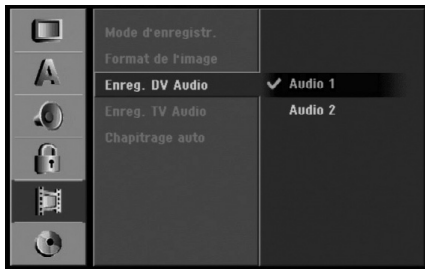 Mode d'enregistr.
Format de l'image
Enreg. DV Audio
Audio 1
Enreg. TV Audio
Audio 2
Chapitrage auto
A